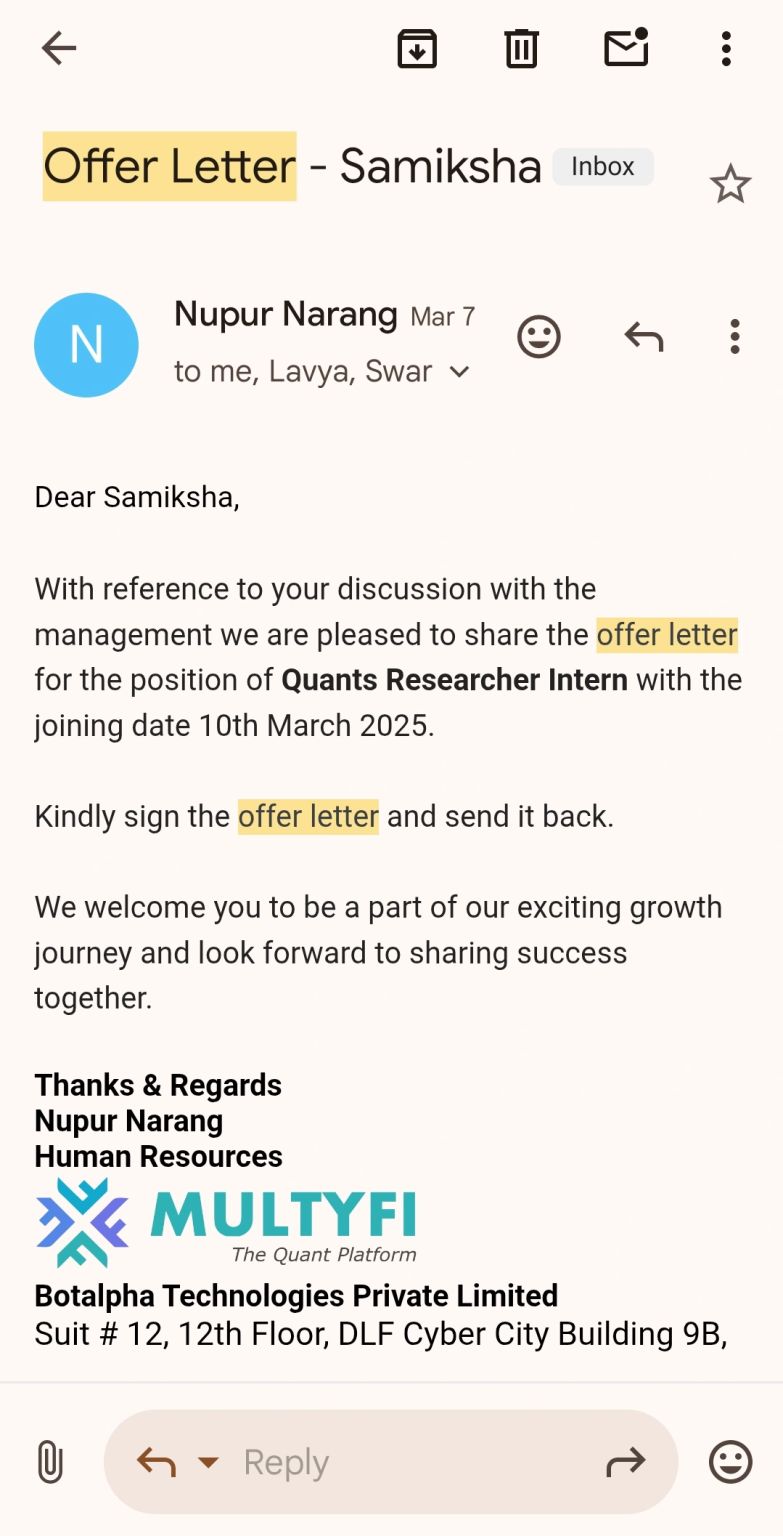 Offer Letter - Samiksha Inbox
N
Nupur Narang Mar 7
to me, Lavya, Swar
Dear Samiksha,
With reference to your discussion with the
management we are pleased to share the offer letter
for the position of Quants Researcher Intern with the
joining date 10th March 2025.
Kindly sign the offer letter and send it back.
We welcome you to be a part of our exciting growth
journey and look forward to sharing success
together.
Thanks & Regards
Nupur Narang
Human Resources
MULTYFI
The Quant Platform
Botalpha Technologies Private Limited
Suit # 12, 12th Floor, DLF Cyber City Building 9B,
Reply